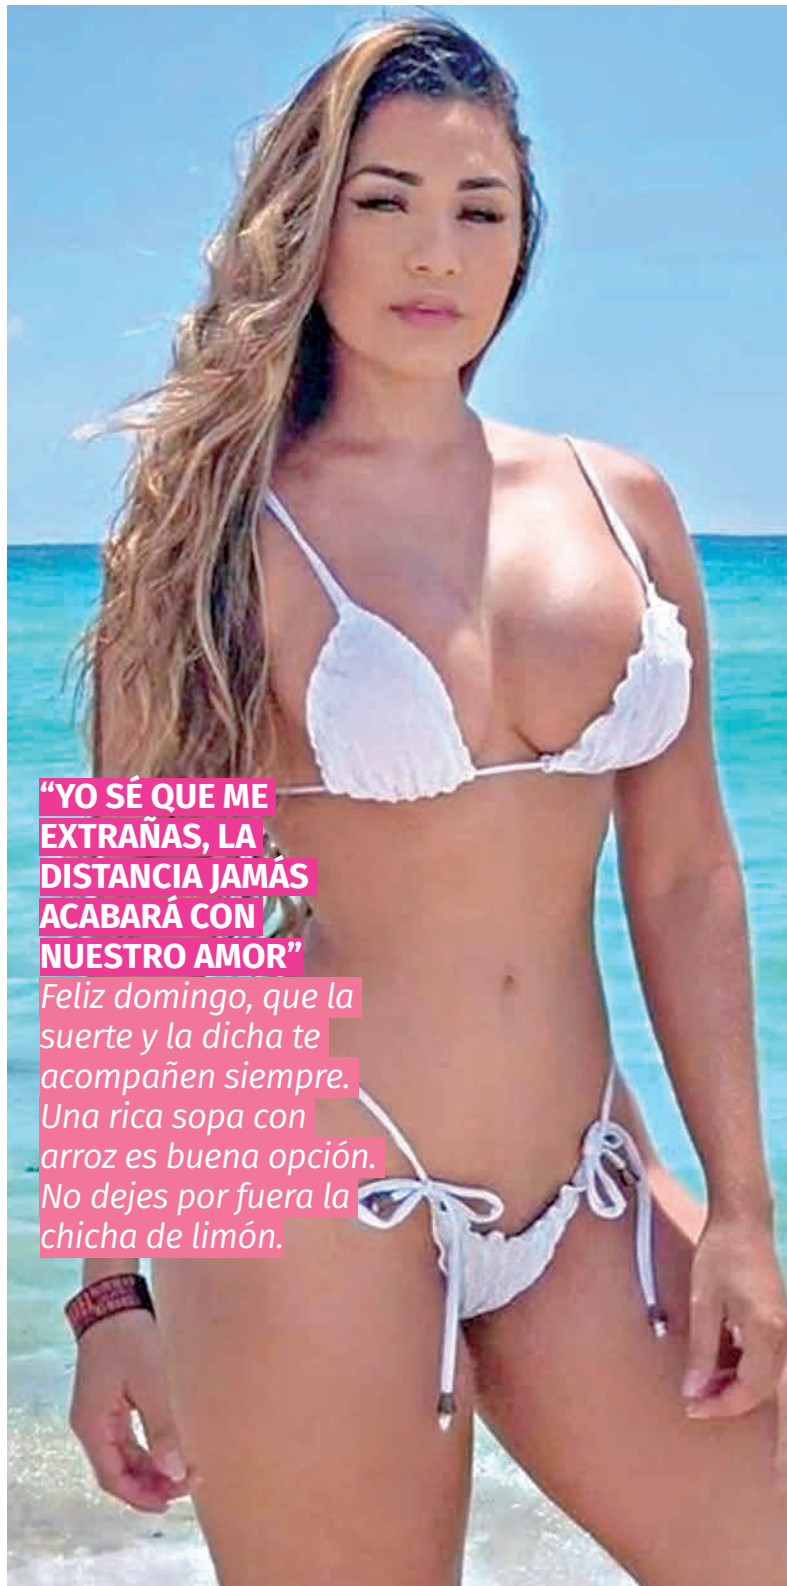 “YO SÉ QUE ME
EXTRAÑAS, LA
DISTANCIA JAMÁS
ACABARÁ CON
NUESTRO AMOR”
Feliz domingo, que la
suerte y la dicha te
acompañen siempre.
Una rica sopa con
arroz es buena opción.
No dejes por fuera la
chicha de limón.